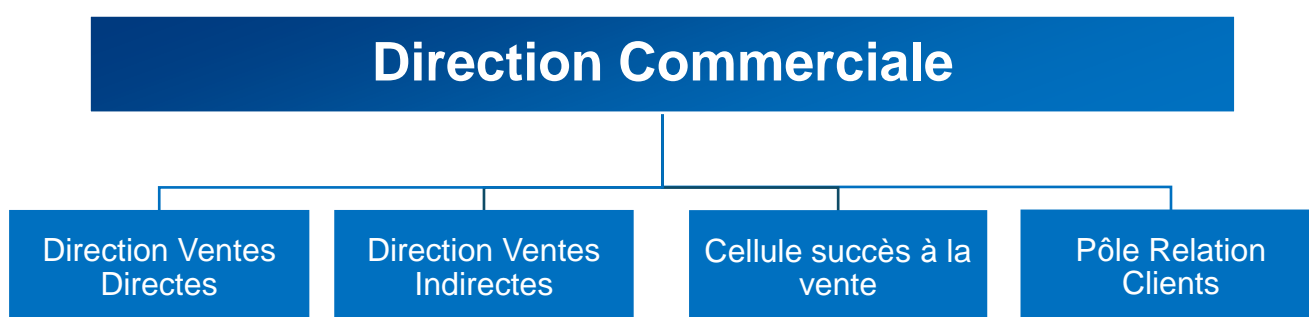 Direction Commerciale
Direction Ventes
Directes
Direction Ventes
Indirectes
Cellule succès à la
vente
Pôle Relation
Clients